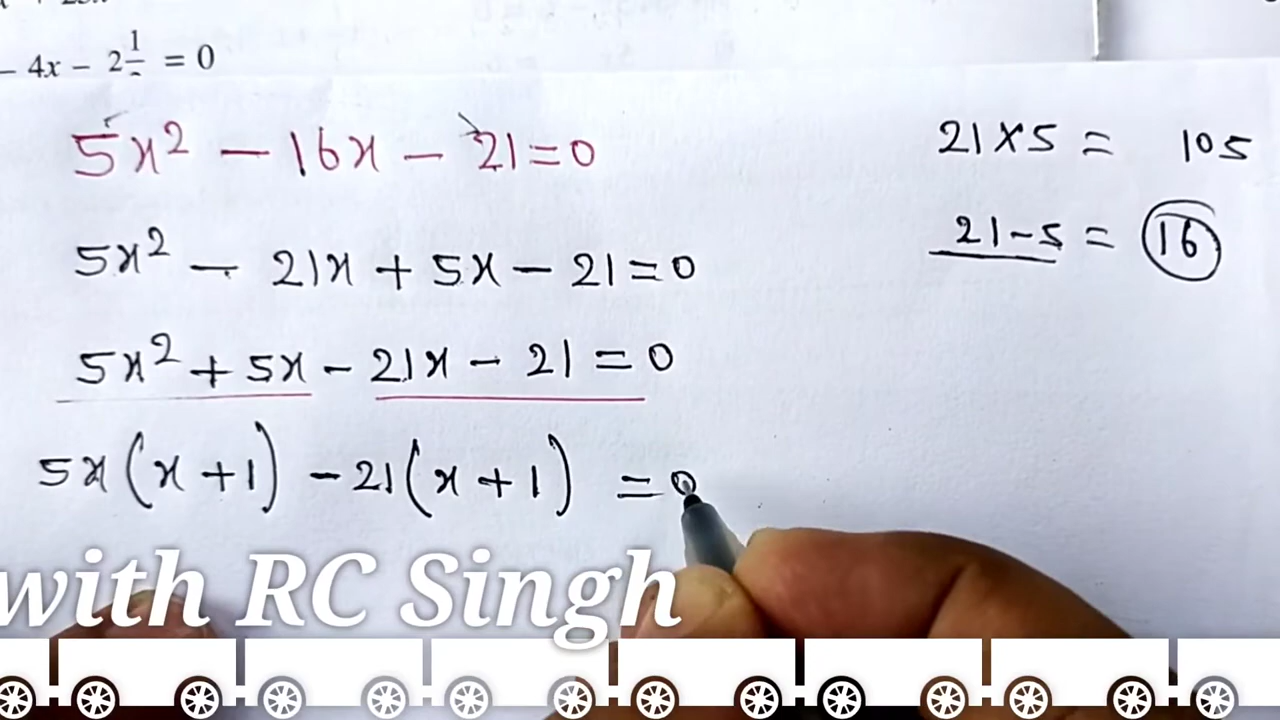 – 4x – 2 1/ = 0
5x² – 16x – 21 = 0
21 × 5 = 105
5x² – 21x + 5x – 21 = 0
21 – 5 = 16
5x² + 5x – 21x – 21 = 0
5x(x + 1) – 21(x + 1) = 0
with RC Singh